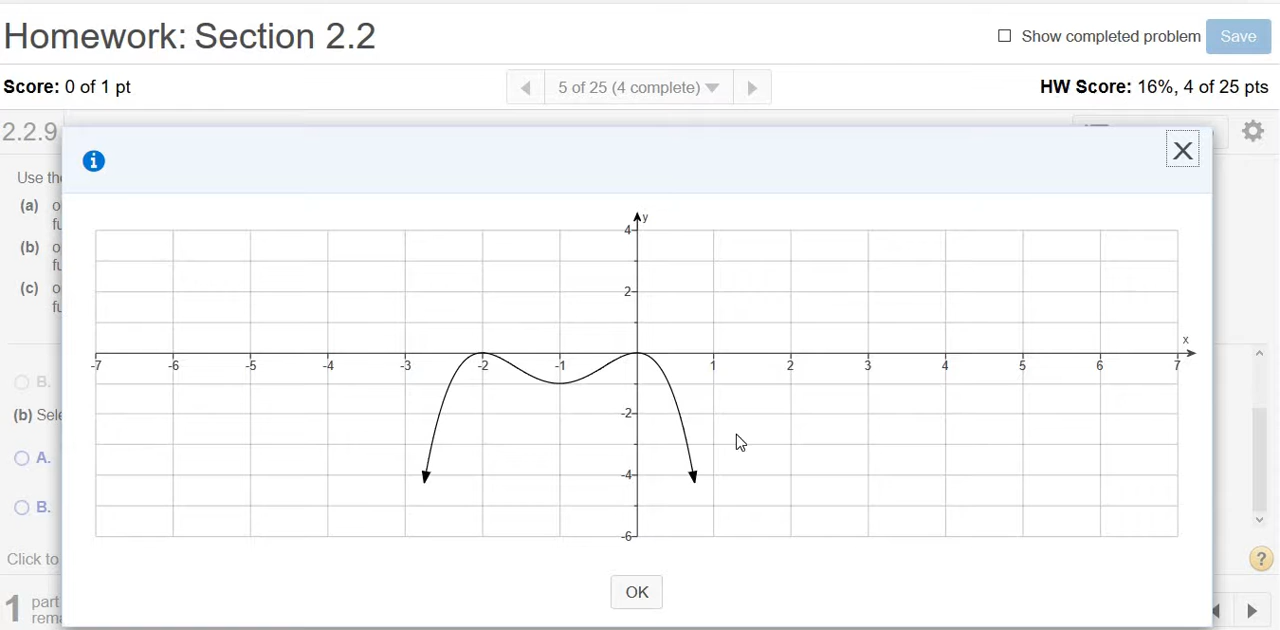 Homework: Section 2.2
Show completed problem Save
Score: 0 of 1 pt
5 of 25 (4 complete)
HW Score: 16%, 4 of 25 pts
2.2.9
Use the
(a)
(b)
(c)
y
4
2
x
-7 -6 -5 -4 -3 -2 -1 1 2 3 4 5 6 7
-2
-4
-6
B.
(b) Sele
A.
B.
Click to
OK
?
1 part
rema